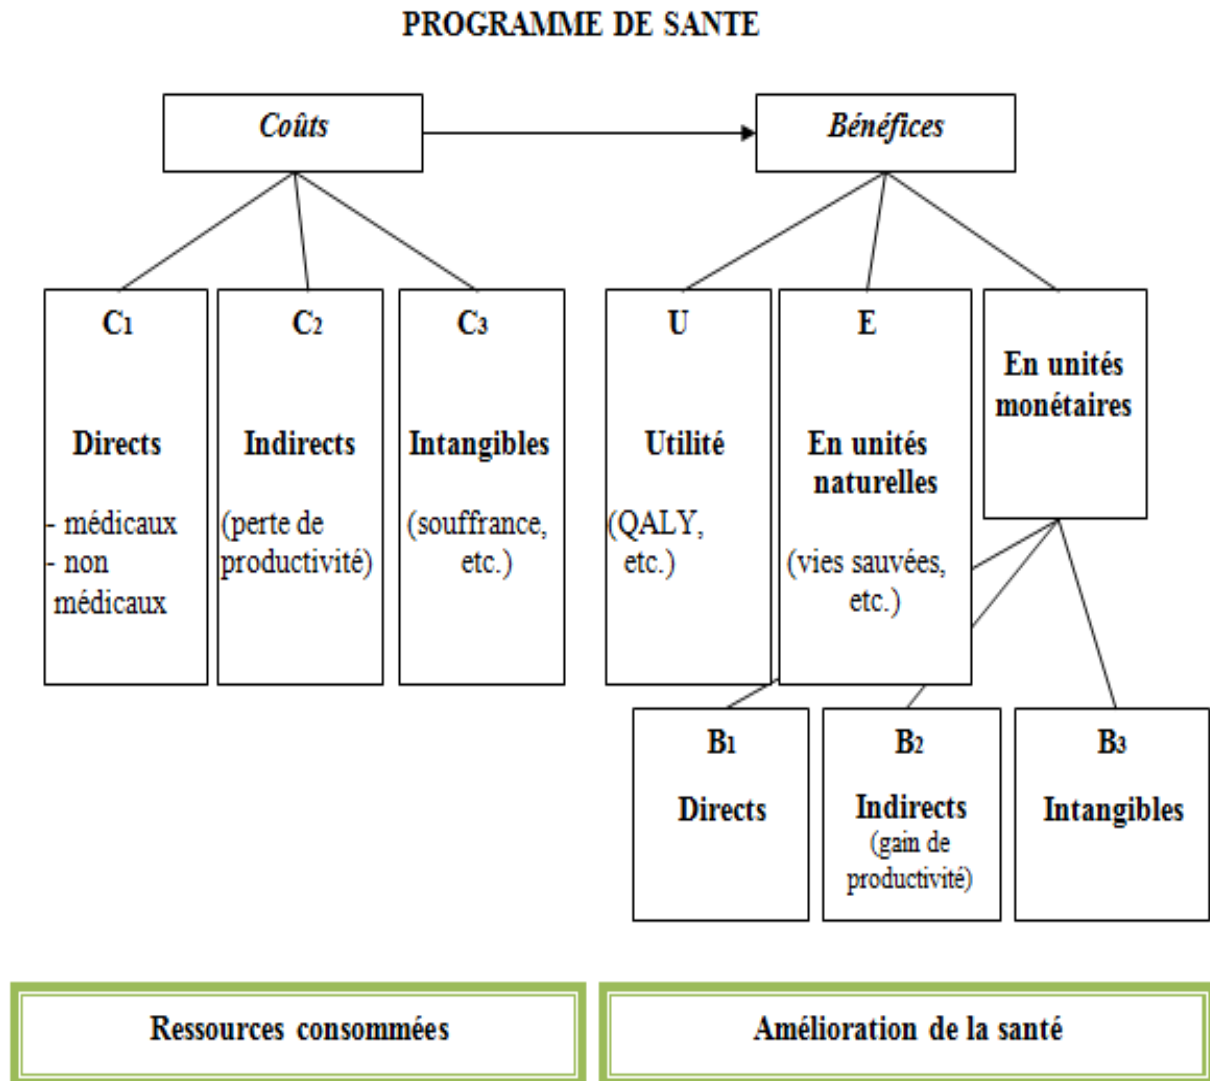 PROGRAMME DE SANTE
Coûts
Bénéfices
C1
Directs
- médicaux
- non
médicaux
C2
Indirects
(perte de
productivité)
C3
Intangibles
(souffrance,
etc.)
U
Utilité
(QALY,
etc.)
E
En unités
naturelles
(vies sauvées,
etc.)
En unités
monétaires
B1
Directs
B2
Indirects
(gain de
productivité)
B3
Intangibles
Ressources consommées
Amélioration de la santé